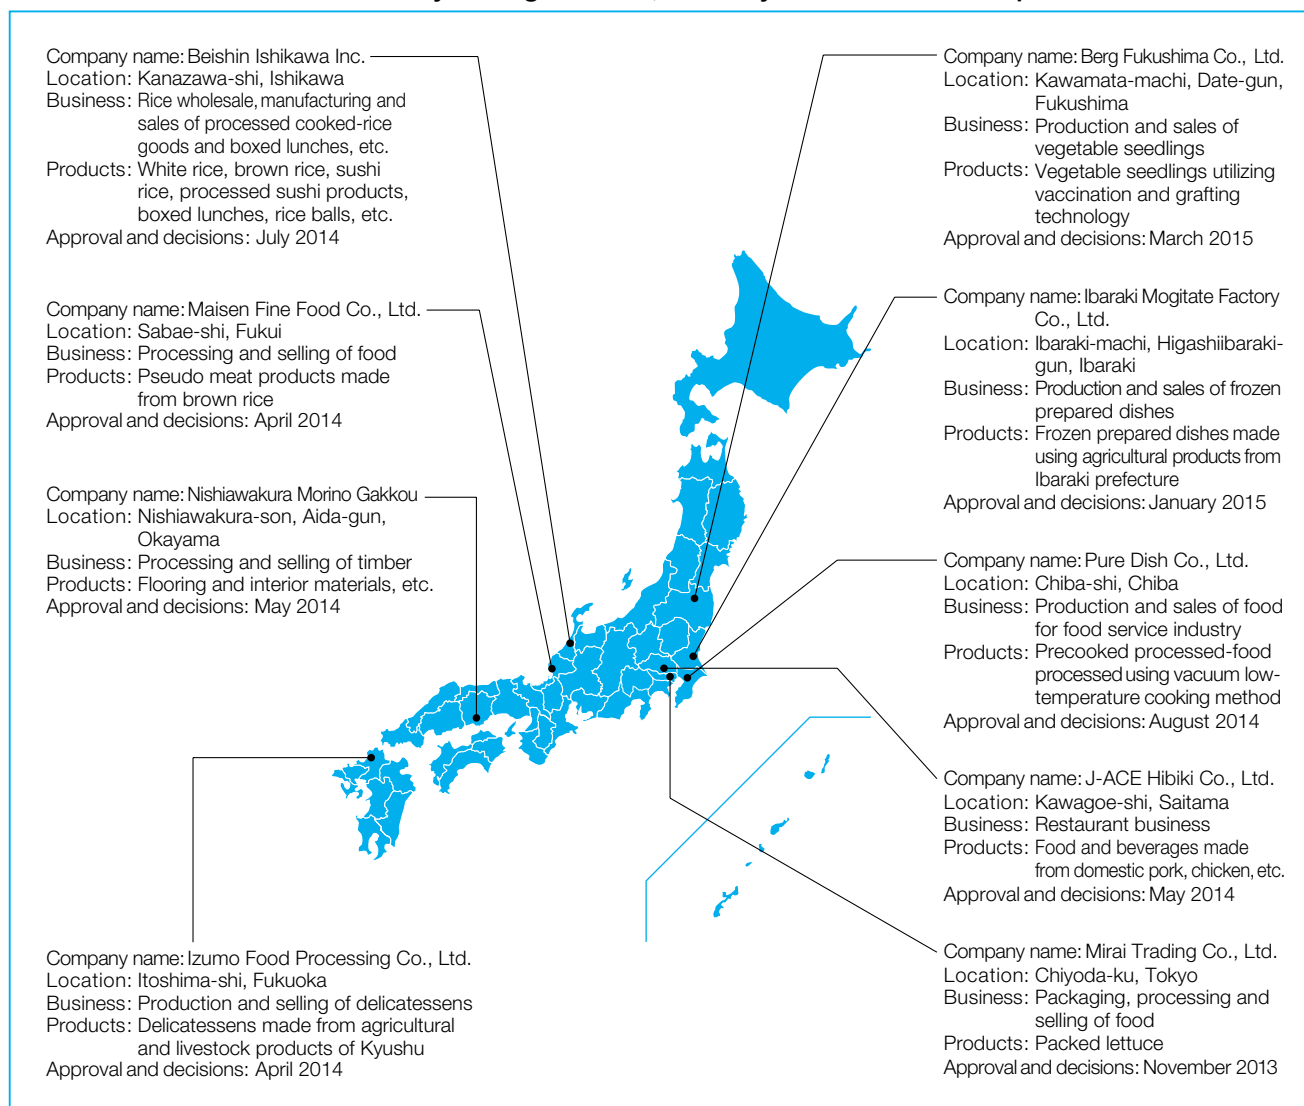 Company name: Beishin Ishikawa Inc.
Location: Kanazawa-shi, Ishikawa
Business: Rice wholesale, manufacturing and
sales of processed cooked-rice
goods and boxed lunches, etc.
Products: White rice, brown rice, sushi
rice, processed sushi products,
boxed lunches, rice balls, etc.
Approval and decisions: July 2014
Company name: Maisen Fine Food Co., Ltd.
Location: Sabae-shi, Fukui
Business: Processing and selling of food
Products: Pseudo meat products made
from brown rice
Approval and decisions: April 2014
Company name: Nishiawakura Morino Gakkou
Location: Nishiawakura-son, Aida-gun,
Okayama
Business: Processing and selling of timber
Products: Flooring and interior materials, etc.
Approval and decisions: May 2014
Company name: Izumo Food Processing Co., Ltd.
Location: Itoshima-shi, Fukuoka
Business: Production and selling of delicatessens
Products: Delicatessens made from agricultural
and livestock products of Kyushu
Approval and decisions: April 2014
Company name: Berg Fukushima Co., Ltd.
Location: Kawamata-machi, Date-gun,
Fukushima
Business: Production and sales of
vegetable seedlings
Products: Vegetable seedlings utilizing
vaccination and grafting
technology
Approval and decisions: March 2015
Company name: Ibaraki Mogitate Factory
Co., Ltd.
Location: Ibaraki-machi, Higashiibaraki-
gun, Ibaraki
Business: Production and sales of frozen
prepared dishes
Products: Frozen prepared dishes made
using agricultural products from
Ibaraki prefecture
Approval and decisions: January 2015
Company name: Pure Dish Co., Ltd.
Location: Chiba-shi, Chiba
Business: Production and sales of food
for food service industry
Products: Precooked processed-food
processed using vacuum low-
temperature cooking method
Approval and decisions: August 2014
Company name: J-ACE Hibiki Co., Ltd.
Location: Kawagoe-shi, Saitama
Business: Restaurant business
Products: Food and beverages made
from domestic pork, chicken, etc.
Approval and decisions: May 2014
Company name: Mirai Trading Co., Ltd.
Location: Chiyoda-ku, Tokyo
Business: Packaging, processing and
selling of food
Products: Packed lettuce
Approval and decisions: November 2013